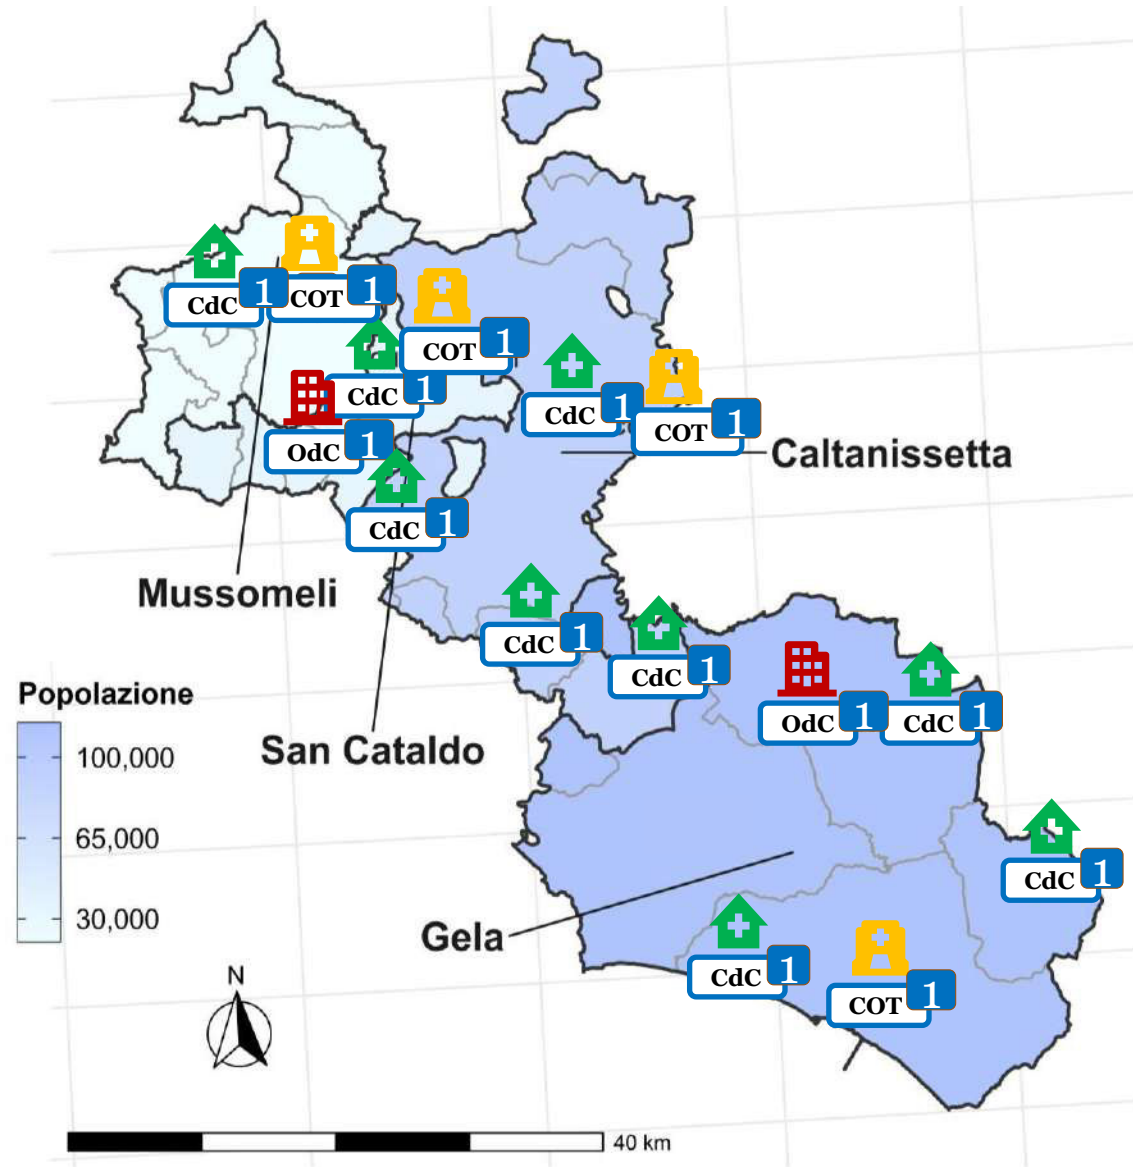 CdC 1
COT 1
COT 1
CdC 1
CdC 1
COT 1
OdC 1
Caltanissetta
CdC 1
Mussomeli
CdC 1
CdC 1
Popolazione
OdC 1
CdC 1
San Cataldo
100,000
65,000
30,000
CdC 1
Gela
CdC 1
COT 1
N
40 km